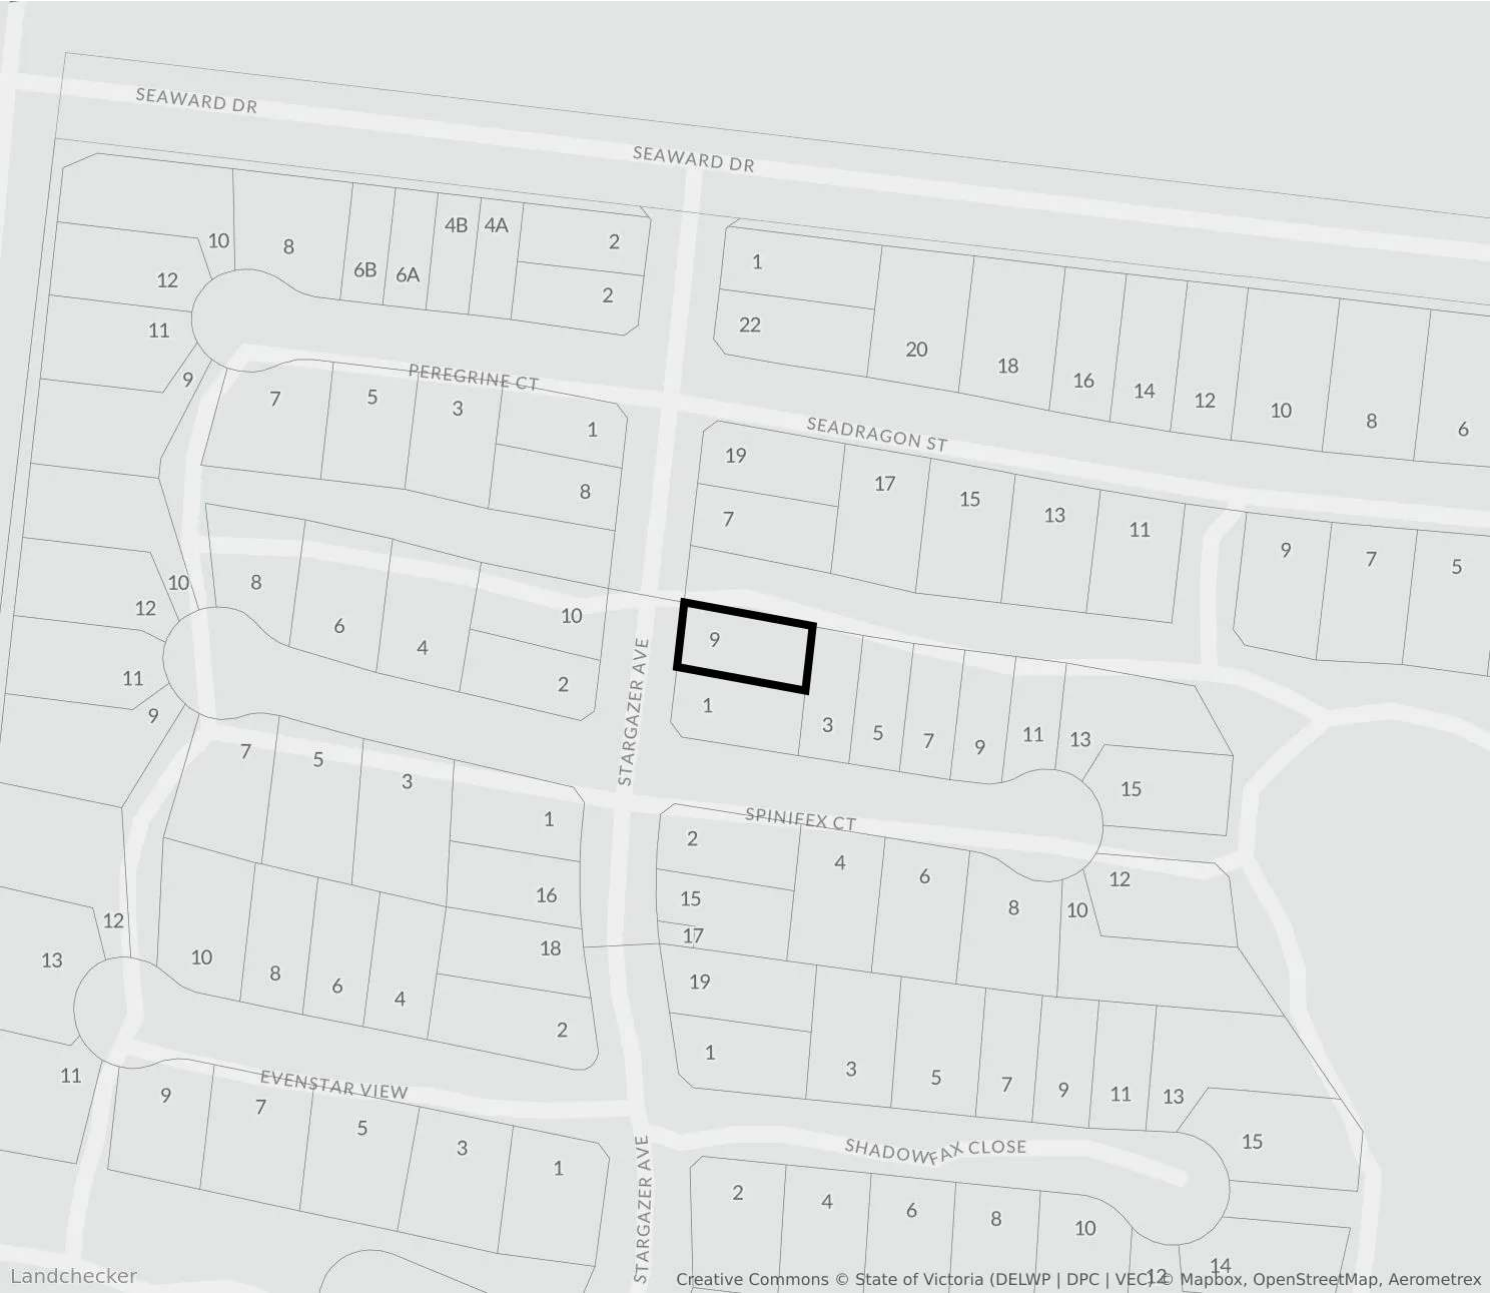 SEAWARD DR
SEAWARD DR
4B 4A 2
10 8
6B 6A
12
2
11
9
1
22
20 18 16 14 12 10 8 6
PEREGRINE CT
7 5 3 1
8
SEADRAGON ST
19
17 15 13 11
7
9 7 5
10
12
8
6
4
10
2
11
9
STARGAZER AVE
9
1
3 5 7 9 11 13
15
7 5 3
1
16
18
SPINIFEX CT
2
4 6 8 10 12
15
17
19
1
12
13
10 8 6 4
2
11
3 5 7 9 11 13
15
EVENSTAR VIEW
9 7 5 3 1
SHADOWFAX CLOSE
STARGAZER AVE
2 4 6 8 10
12
14
Landchecker
Creative Commons © State of Victoria (DELWP | DPC | VEC) © Mapbox, OpenStreetMap, Aerometrex